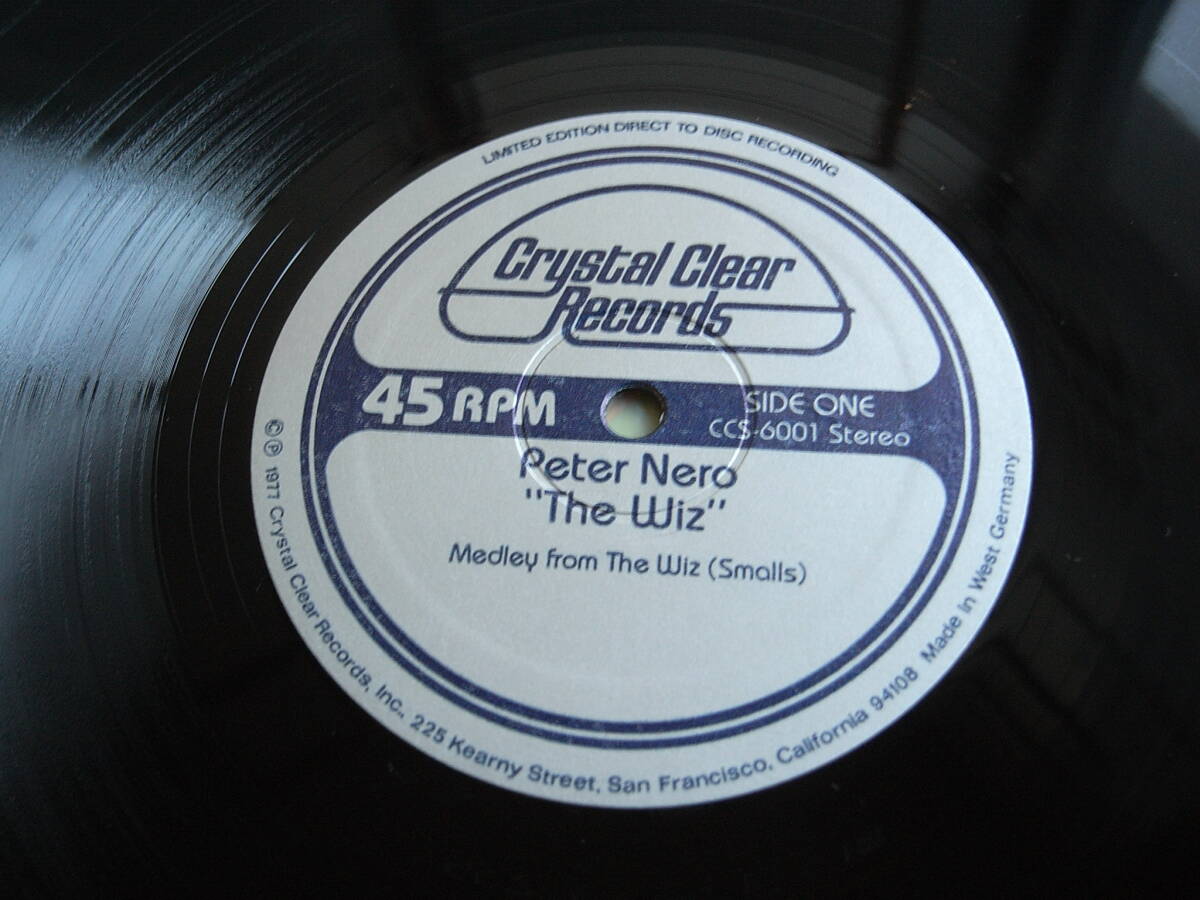 LIMITED EDITION DIRECT TO DISC RECORDING
Crystal Clear
Records
45 RPM
SIDE ONE
CCS-6001 Stereo
Peter Nero
"The Wiz"
Medley from The Wiz (Smalls)
©℗ 1977 Crystal Clear Records, Inc., 225 Kearny Street, San Francisco, California 94108 Made in West Germany